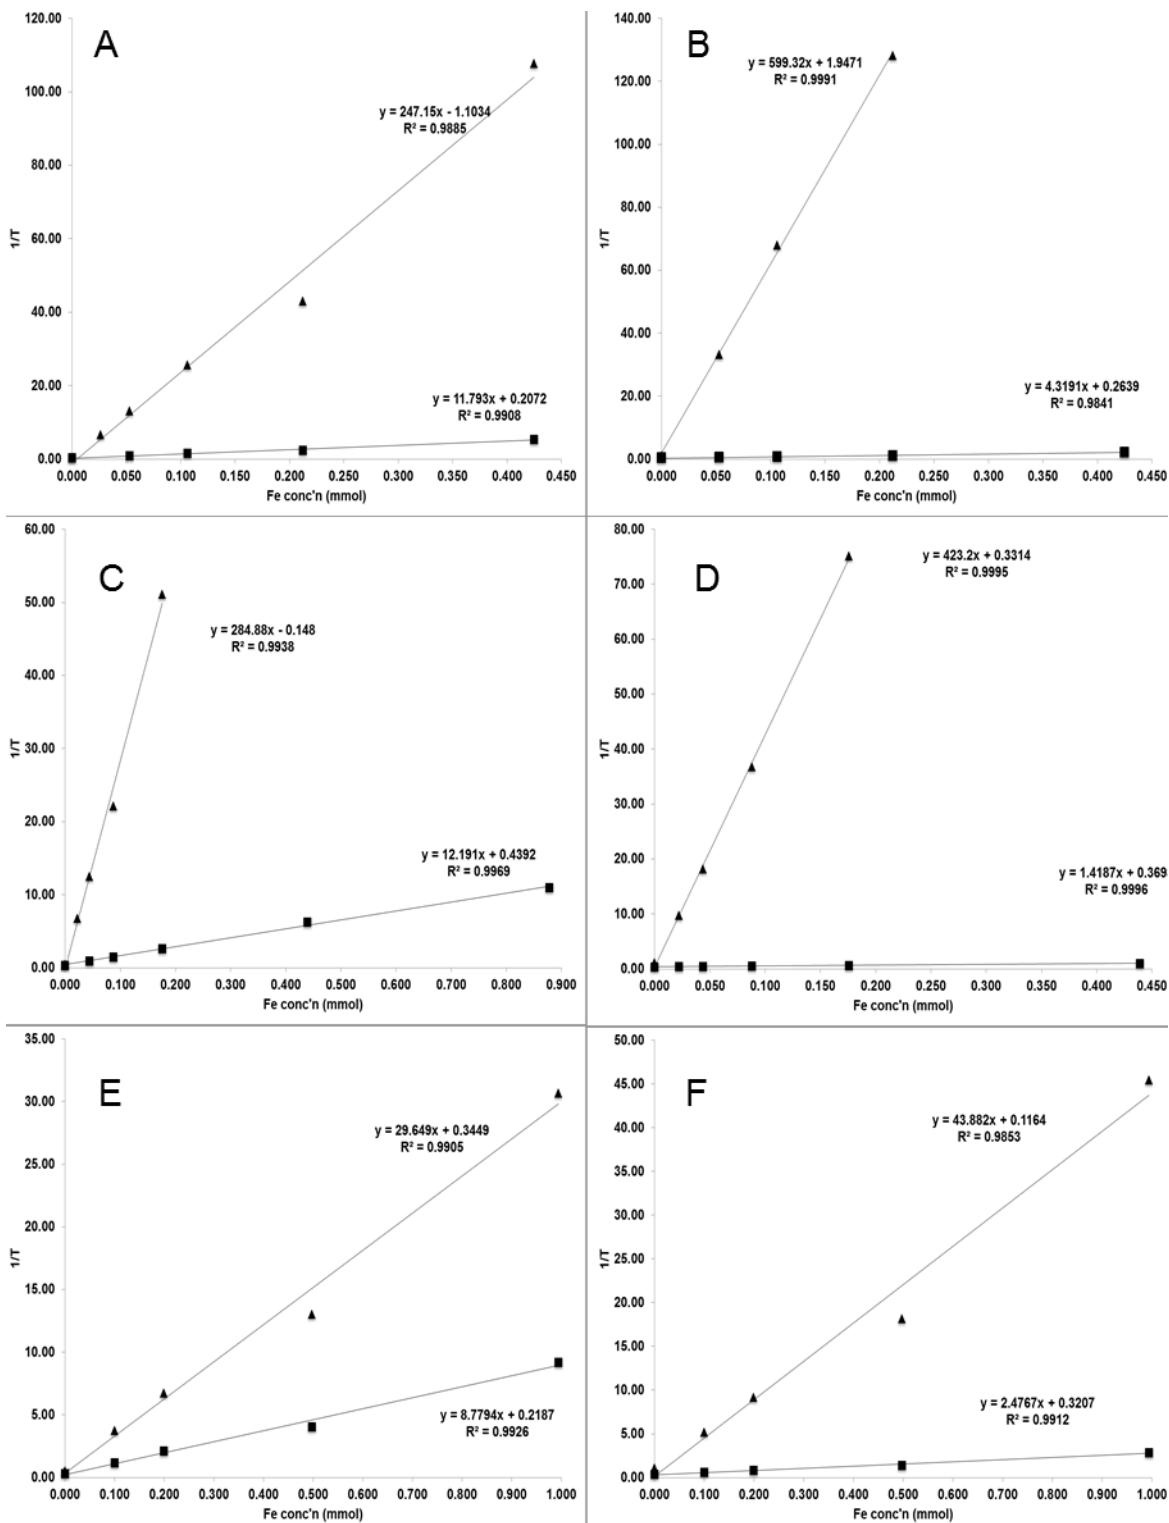 A
120.00
100.00
80.00
60.00
40.00
20.00
0.00
1/T
y = 247.15x - 1.1034
R² = 0.9885
y = 11.793x + 0.2072
R² = 0.9908
0.000 0.050 0.100 0.150 0.200 0.250 0.300 0.350 0.400 0.450
Fe conc'n (mmol)
B
140.00
120.00
100.00
80.00
60.00
40.00
20.00
0.00
1/T
y = 599.32x + 1.9471
R² = 0.9991
y = 4.3191x + 0.2639
R² = 0.9841
0.000 0.050 0.100 0.150 0.200 0.250 0.300 0.350 0.400 0.450
Fe conc'n (mmol)
C
60.00
50.00
40.00
30.00
20.00
10.00
0.00
1/T
y = 284.88x - 0.148
R² = 0.9938
y = 12.191x + 0.4392
R² = 0.9969
0.000 0.100 0.200 0.300 0.400 0.500 0.600 0.700 0.800 0.900
Fe conc'n (mmol)
D
80.00
70.00
60.00
50.00
40.00
30.00
20.00
10.00
0.00
1/T
y = 423.2x + 0.3314
R² = 0.9995
y = 1.4187x + 0.369
R² = 0.9996
0.000 0.050 0.100 0.150 0.200 0.250 0.300 0.350 0.400 0.450
Fe conc'n (mmol)
E
35.00
30.00
25.00
20.00
15.00
10.00
5.00
0.00
1/T
y = 29.649x + 0.3449
R² = 0.9905
y = 8.7794x + 0.2187
R² = 0.9926
0.000 0.100 0.200 0.300 0.400 0.500 0.600 0.700 0.800 0.900 1.000
Fe conc'n (mmol)
F
50.00
45.00
40.00
35.00
30.00
25.00
20.00
15.00
10.00
5.00
0.00
1/T
y = 43.882x + 0.1164
R² = 0.9853
y = 2.4767x + 0.3207
R² = 0.9912
0.000 0.100 0.200 0.300 0.400 0.500 0.600 0.700 0.800 0.900 1.000
Fe conc'n (mmol)